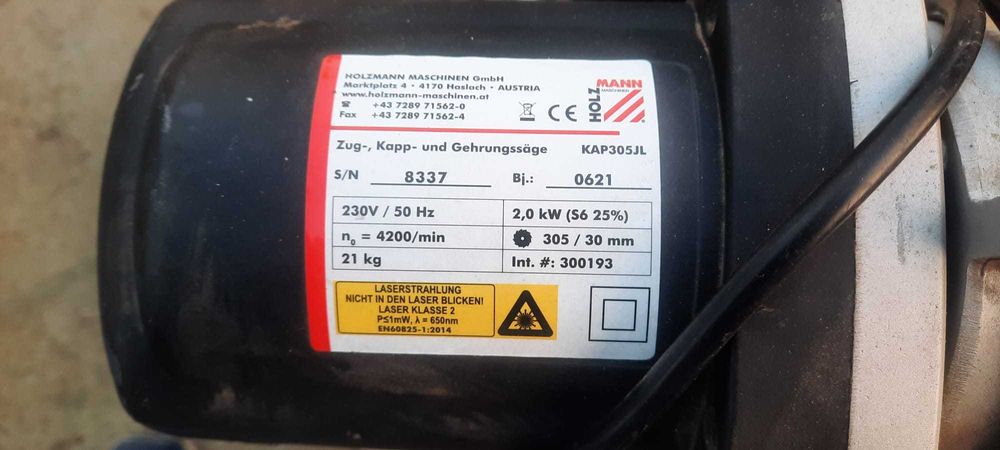 HOLZMANN MASCHINEN GmbH
Marktplatz 4 • 4170 Haslach • AUSTRIA
www.holzmann-maschinen.at
☎ +43 7289 71562-0
Fax +43 7289 71562-4
CE
HOLZMANN
MASCHINEN
Zug-, Kapp- und Gehrungssäge KAP305JL
S/N 8337 Bj.: 0621
230V / 50 Hz 2,0 kW (S6 25%)
n₀ = 4200/min 305 / 30 mm
21 kg Int. #: 300193
LASERSTRAHLUNG
NICHT IN DEN LASER BLICKEN!
LASER KLASSE 2
P≤1mW, λ = 650nm
EN60825-1:2014